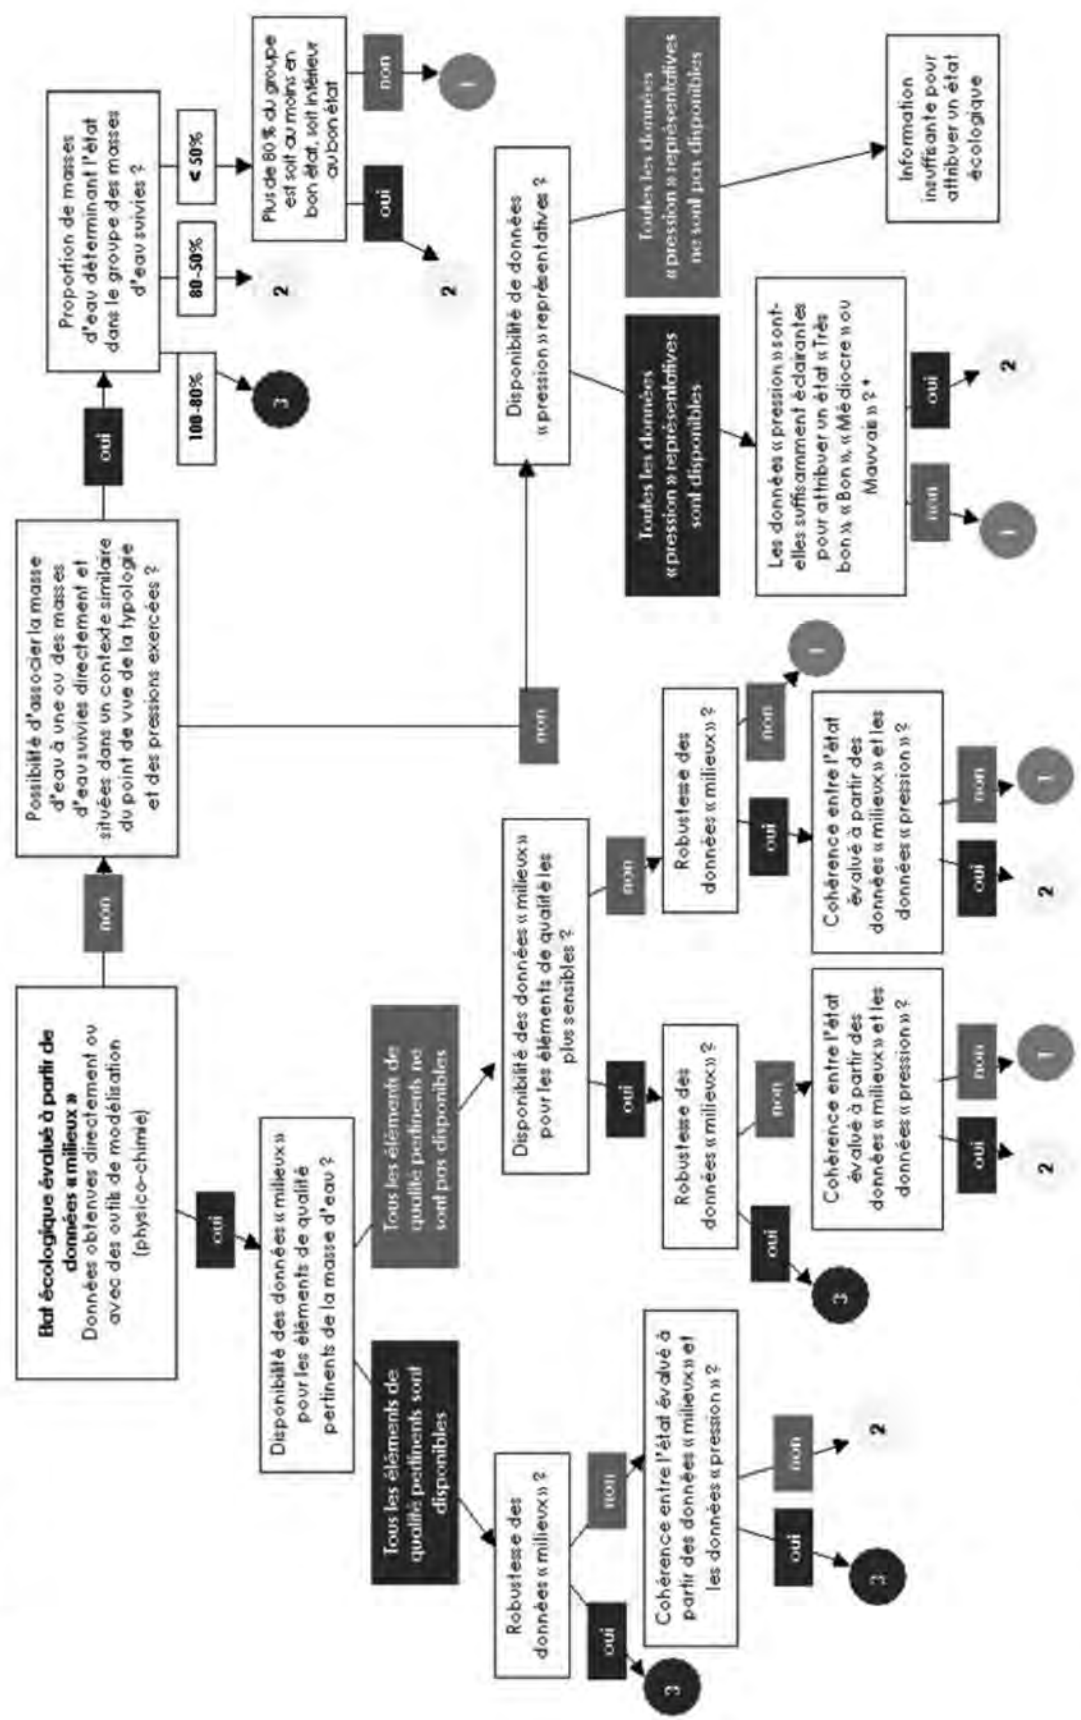 Etat écologique évalué à partir de
données « milieux »
Données obtenues directement ou
avec des outils de modélisation
(physico-chimie)
non
Possibilité d'associer la masse
d'eau à une ou des masses
d'eau suivies directement et
situées dans un contexte similaire
du point de vue de la typologie
et des pressions exercées ?
oui
Proportion de masses
d'eau déterminant l'état
dans le groupe des masses
d'eau suivies ?
100-80%
80-50%
< 50%
3
2
Plus de 80 % du groupe
est soit au moins en
bon état, soit intérieur
au bon état
oui
non
2
1
oui
Disponibilité des données « milieux »
pour les éléments de qualité
pertinents de la masse d'eau ?
Tous les éléments de
qualité pertinents sont
disponibles
Tous les éléments de
qualité pertinents ne
sont pas disponibles
Robustesse des
données « milieux » ?
oui
non
3
Cohérence entre l'état évalué à
partir des données « milieux » et
les données « pression » ?
oui
non
3
2
Disponibilité des données « milieux »
pour les éléments de qualité les
plus sensibles ?
oui
non
Robustesse des
données « milieux » ?
oui
non
3
Cohérence entre l'état
évalué à partir des
données « milieux » et les
données « pression » ?
oui
non
2
1
Robustesse des
données « milieux » ?
oui
non
1
Cohérence entre l'état
évalué à partir des
données « milieux » et les
données « pression » ?
oui
non
2
1
non
Disponibilité de données
« pression » représentatives ?
Toutes les données
« pression » représentatives
sont disponibles
Toutes les données
« pression » représentatives
ne sont pas disponibles
Les données « pression » sont-
elles suffisamment éclairantes
pour attribuer un état « Très
bon », « Bon », « Médiocre » ou
Mauvais » ? *
non
oui
1
2
Information
insuffisante pour
attribuer un état
écologique